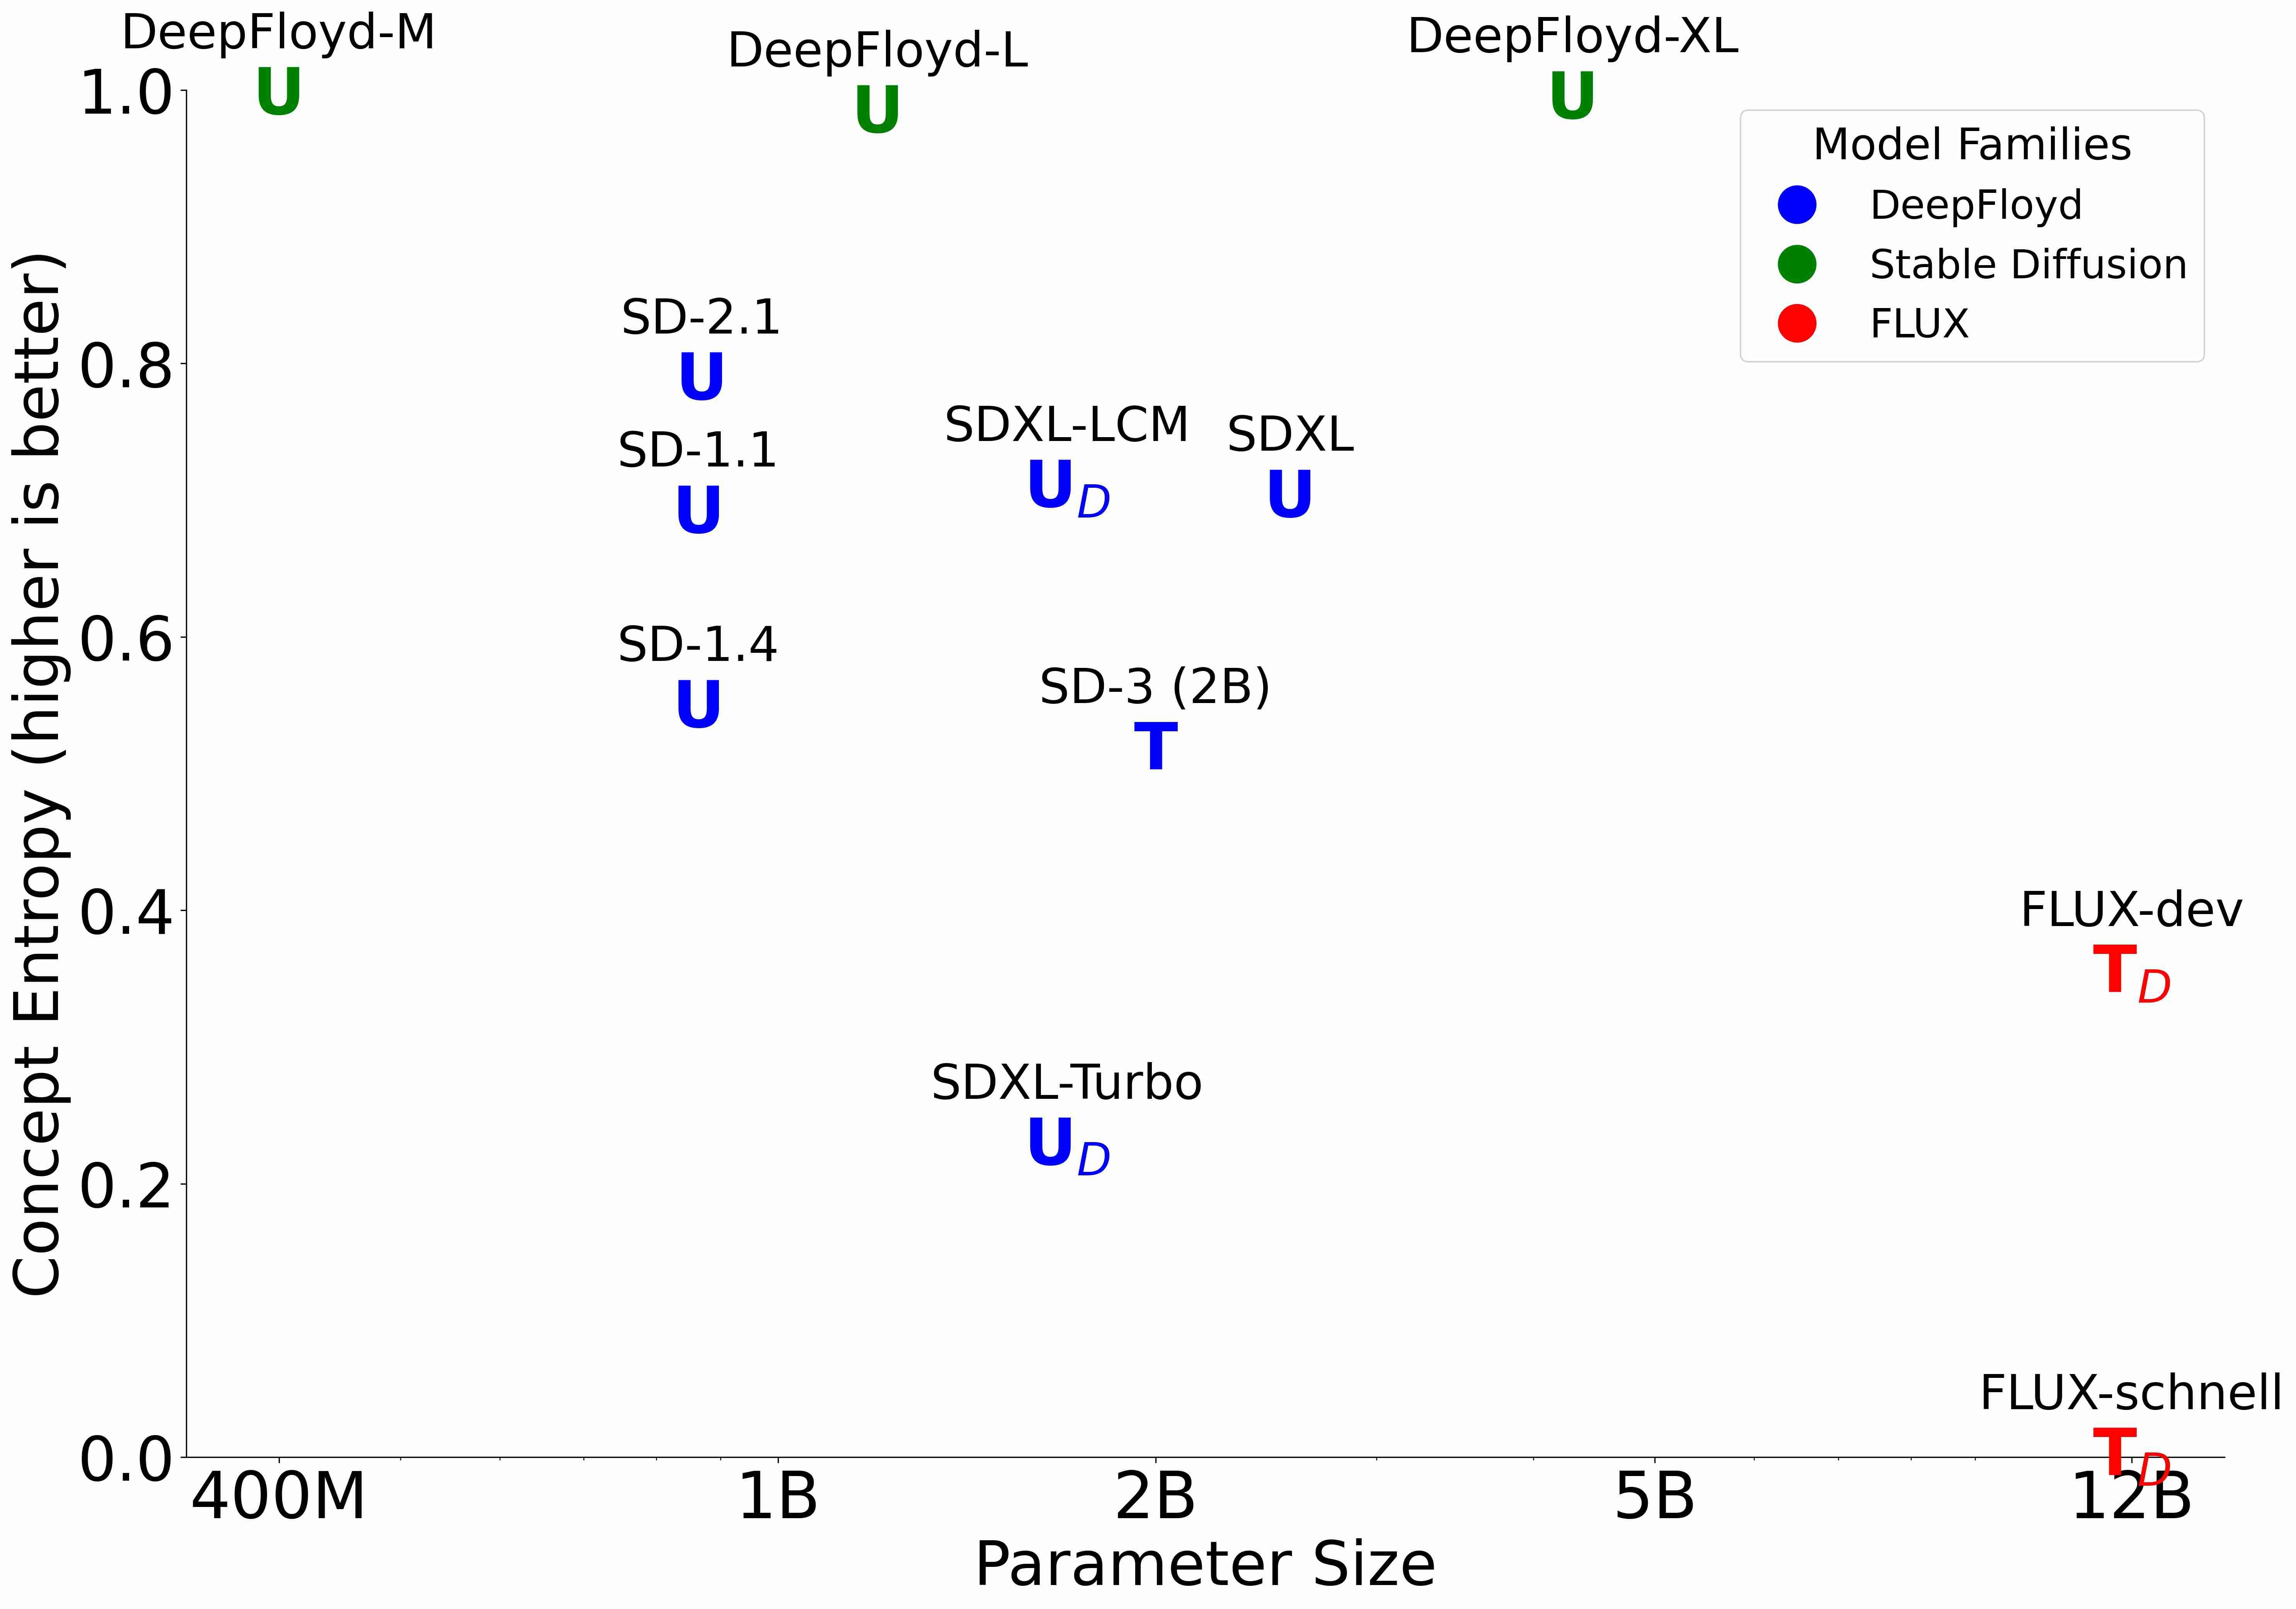 DeepFloyd-M
DeepFloyd-L
DeepFloyd-XL
U
U
U
Model Families
DeepFloyd
Stable Diffusion
FLUX
SD-2.1
U
SD-1.1
U
SDXL-LCM
U_D
SDXL
U
SD-1.4
U
SD-3 (2B)
T
FLUX-dev
T_D
SDXL-Turbo
U_D
FLUX-schnell
T_D
Concept Entropy (higher is better)
1.0
0.8
0.6
0.4
0.2
0.0
400M
1B
2B
5B
12B
Parameter Size